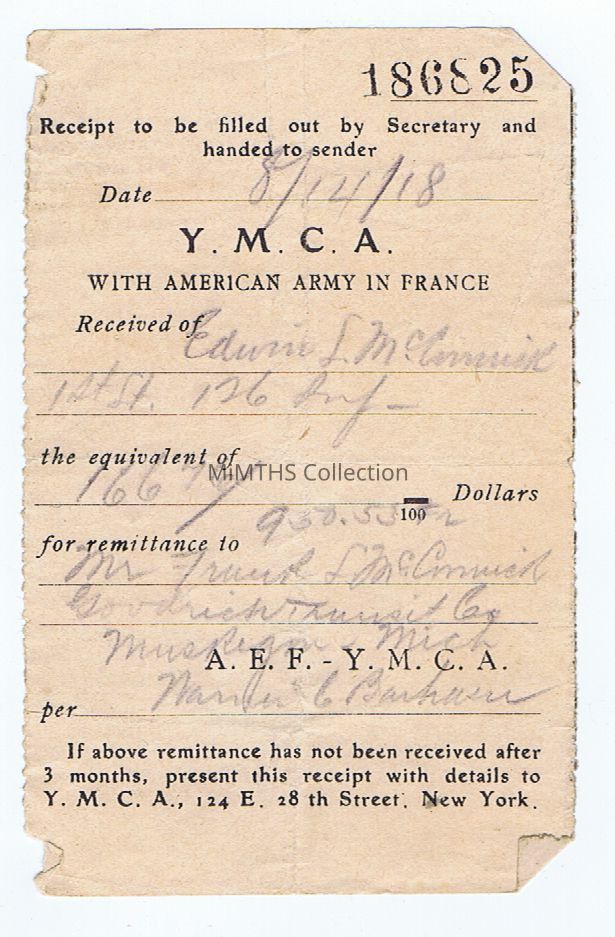 186825
Receipt to be filled out by Secretary and
handed to sender
Date 8/14/18
Y. M. C. A.
WITH AMERICAN ARMY IN FRANCE
Received of Edwin L. McCormick
1st Lt. 126 Inf
the equivalent of
MiMTHS Collection
166 Dollars
100
950.55
for remittance to
Mr Frank L McCormick
Goodrich Transit Co
Muskegon, Mich
A. E. F. - Y. M. C. A.
per
If above remittance has not been received after
3 months, present this receipt with details to
Y. M. C. A., 124 E. 28 th Street. New York.